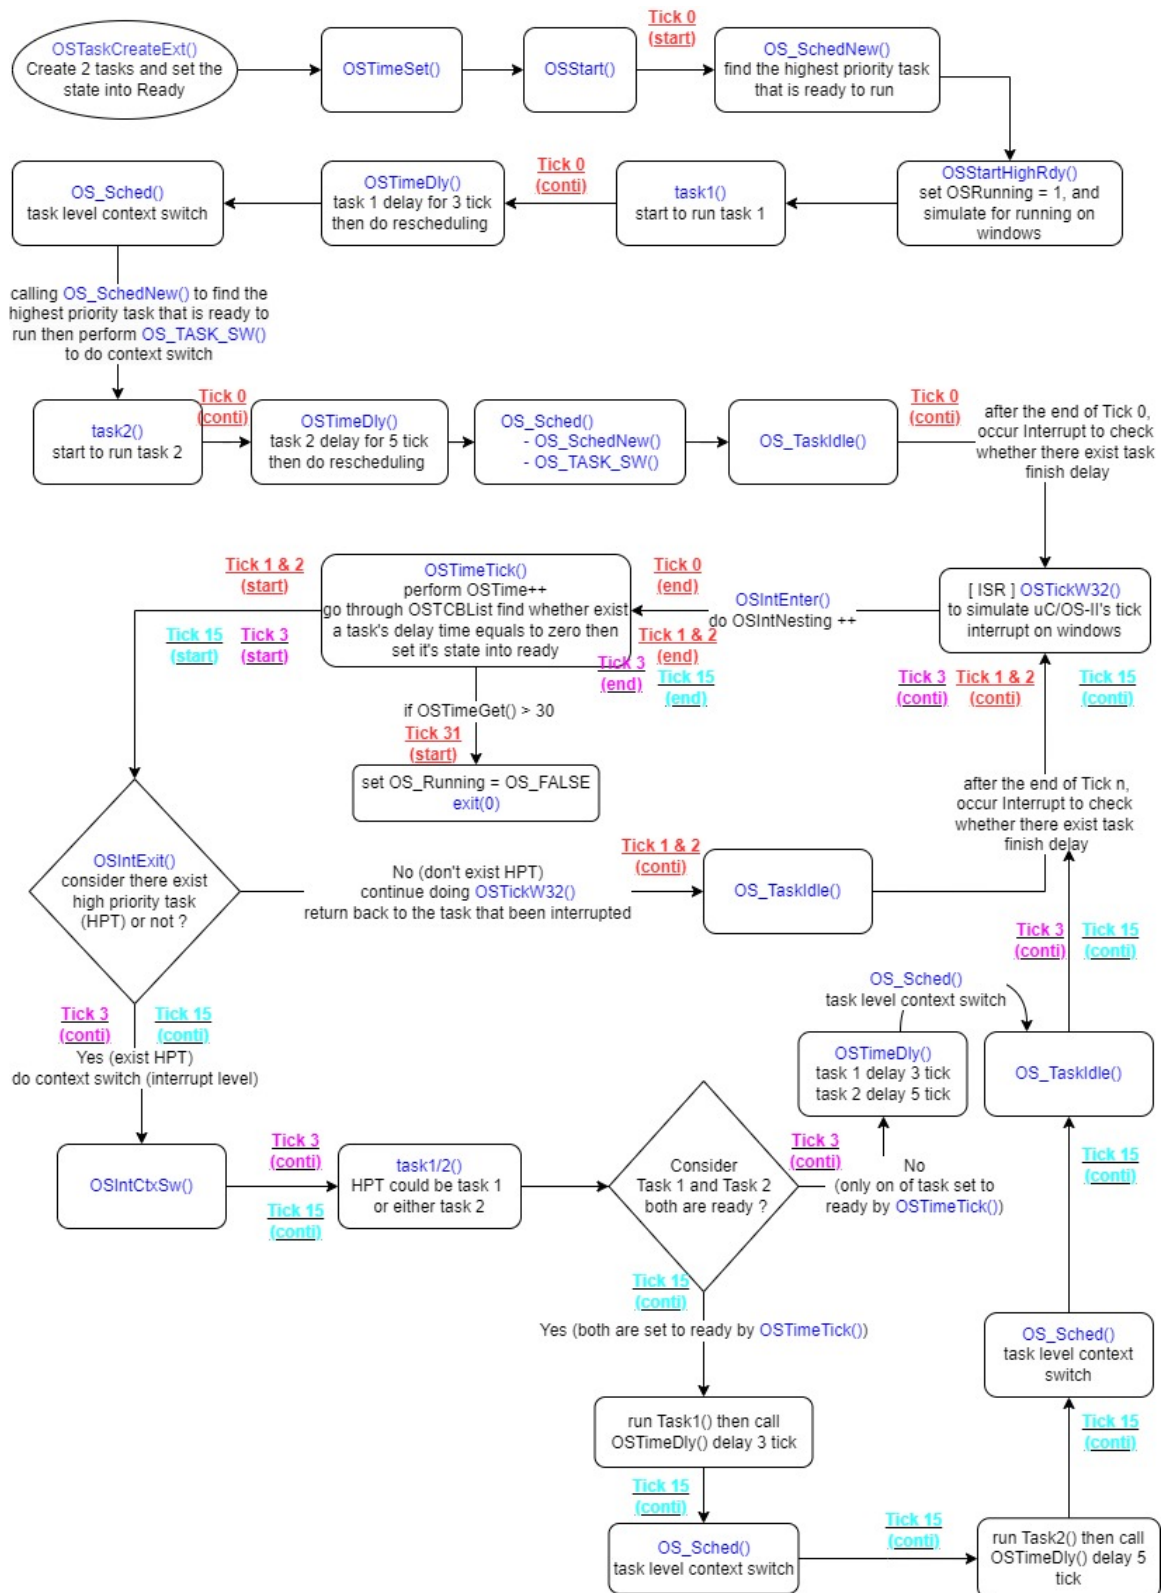 Tick 0
(start)
OSTaskCreateExt()
Create 2 tasks and set the
state into Ready
OSTimeSet()
OSStart()
OS_SchedNew()
find the highest priority task
that is ready to run
OS_Sched()
task level context switch
OSTimeDly()
task 1 delay for 3 tick
then do rescheduling
Tick 0
(conti)
task1()
start to run task 1
OSStartHighRdy()
set OSRunning = 1, and
simulate for running on
windows
calling OS_SchedNew() to find the
highest priority task that is ready to
run then perform OS_TASK_SW()
to do context switch
task2()
start to run task 2
Tick 0
(conti)
OSTimeDly()
task 2 delay for 5 tick
then do rescheduling
OS_Sched()
- OS_SchedNew()
- OS_TASK_SW()
OS_TaskIdle()
Tick 0
(conti)
after the end of Tick 0,
occur Interrupt to check
whether there exist task
finish delay
Tick 1 & 2
(start)
Tick 15
(start)
Tick 3
(start)
OSTimeTick()
perform OSTime++
go through OSTCBList find whether exist
a task's delay time equals to zero then
set it's state into ready
Tick 0
(end)
Tick 1 & 2
(end)
Tick 3
(end)
Tick 15
(end)
OSIntEnter()
do OSIntNesting ++
[ ISR ] OSTickW32()
to simulate uC/OS-II's tick
interrupt on windows
Tick 3
(conti)
Tick 1 & 2
(conti)
Tick 15
(conti)
if OSTimeGet() > 30
Tick 31
(start)
set OS_Running = OS_FALSE
exit(0)
after the end of Tick n,
occur Interrupt to check
whether there exist task
finish delay
OSIntExit()
consider there exist
high priority task
(HPT) or not ?
No (don't exist HPT)
continue doing OSTickW32()
return back to the task that been interrupted
Tick 1 & 2
(conti)
OS_TaskIdle()
Tick 3
(conti)
Tick 15
(conti)
Tick 3
(conti)
Tick 15
(conti)
Yes (exist HPT)
do context switch (interrupt level)
OS_Sched()
task level context switch
OSTimeDly()
task 1 delay 3 tick
task 2 delay 5 tick
OS_TaskIdle()
OSIntCtxSw()
Tick 3
(conti)
Tick 15
(conti)
task1/2()
HPT could be task 1
or either task 2
Consider
Task 1 and Task 2
both are ready ?
Tick 3
(conti)
No
(only on of task set to
ready by OSTimeTick())
Tick 15
(conti)
Tick 15
(conti)
Yes (both are set to ready by OSTimeTick())
OS_Sched()
task level context
switch
run Task1() then call
OSTimeDly() delay 3 tick
Tick 15
(conti)
Tick 15
(conti)
OS_Sched()
task level context switch
Tick 15
(conti)
run Task2() then call
OSTimeDly() delay 5
tick